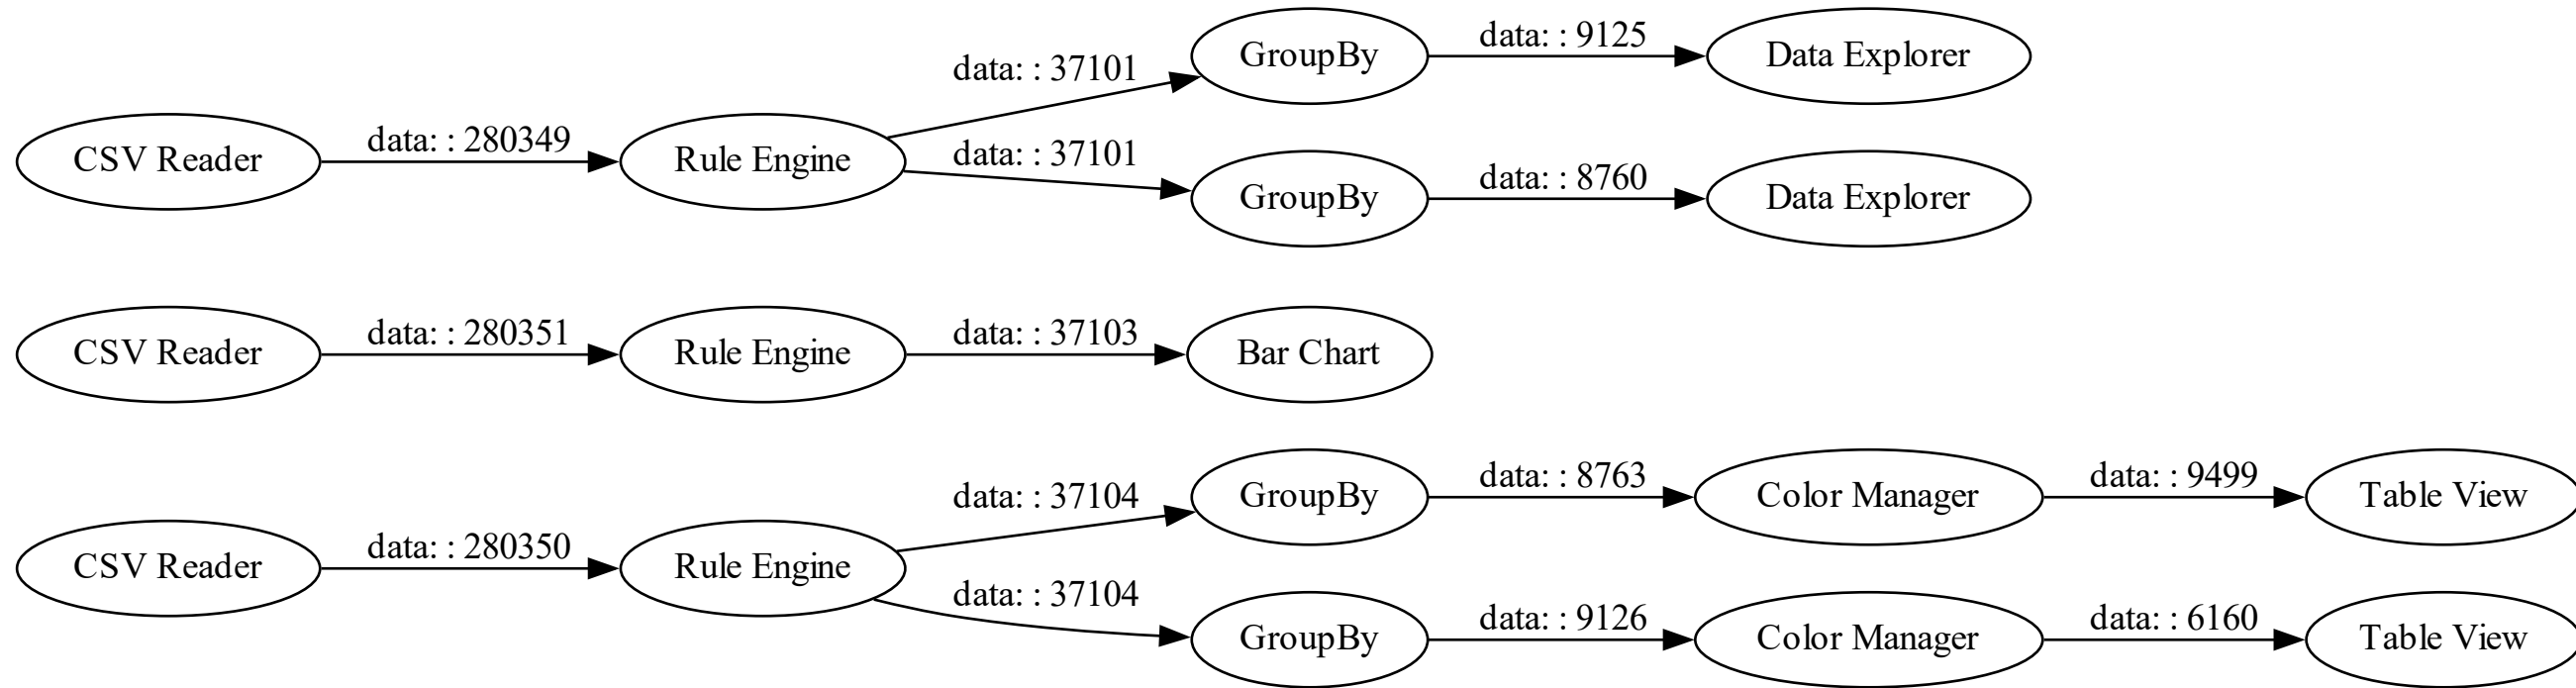 data: : 9125
GroupBy
Data Explorer
data: : 37101
data: : 280349
CSV Reader
Rule Engine
data: : 37101
data: : 8760
GroupBy
Data Explorer
data: : 280351
data: : 37103
CSV Reader
Rule Engine
Bar Chart
data: : 8763
data: : 9499
GroupBy
Color Manager
Table View
data: : 37104
data: : 280350
CSV Reader
Rule Engine
data: : 37104
data: : 9126
data: : 6160
GroupBy
Color Manager
Table View